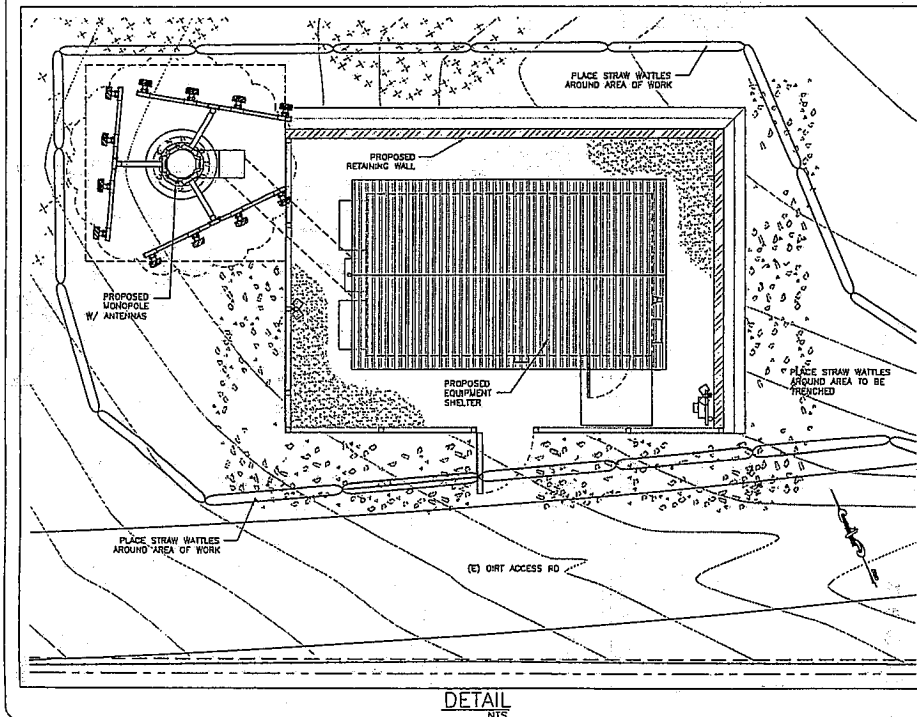 PLACE STRAW WATTLES
AROUND AREA OF WORK
PROPOSED
RETAINING WALL
PROPOSED
MONOPOLE
W/ ANTENNAS
PROPOSED
EQUIPMENT
SHELTER
PLACE STRAW WATTLES
AROUND AREA TO BE
TRENCHED
PLACE STRAW WATTLES
AROUND AREA OF WORK
(E) DIRT ACCESS RD
DETAIL
NTS